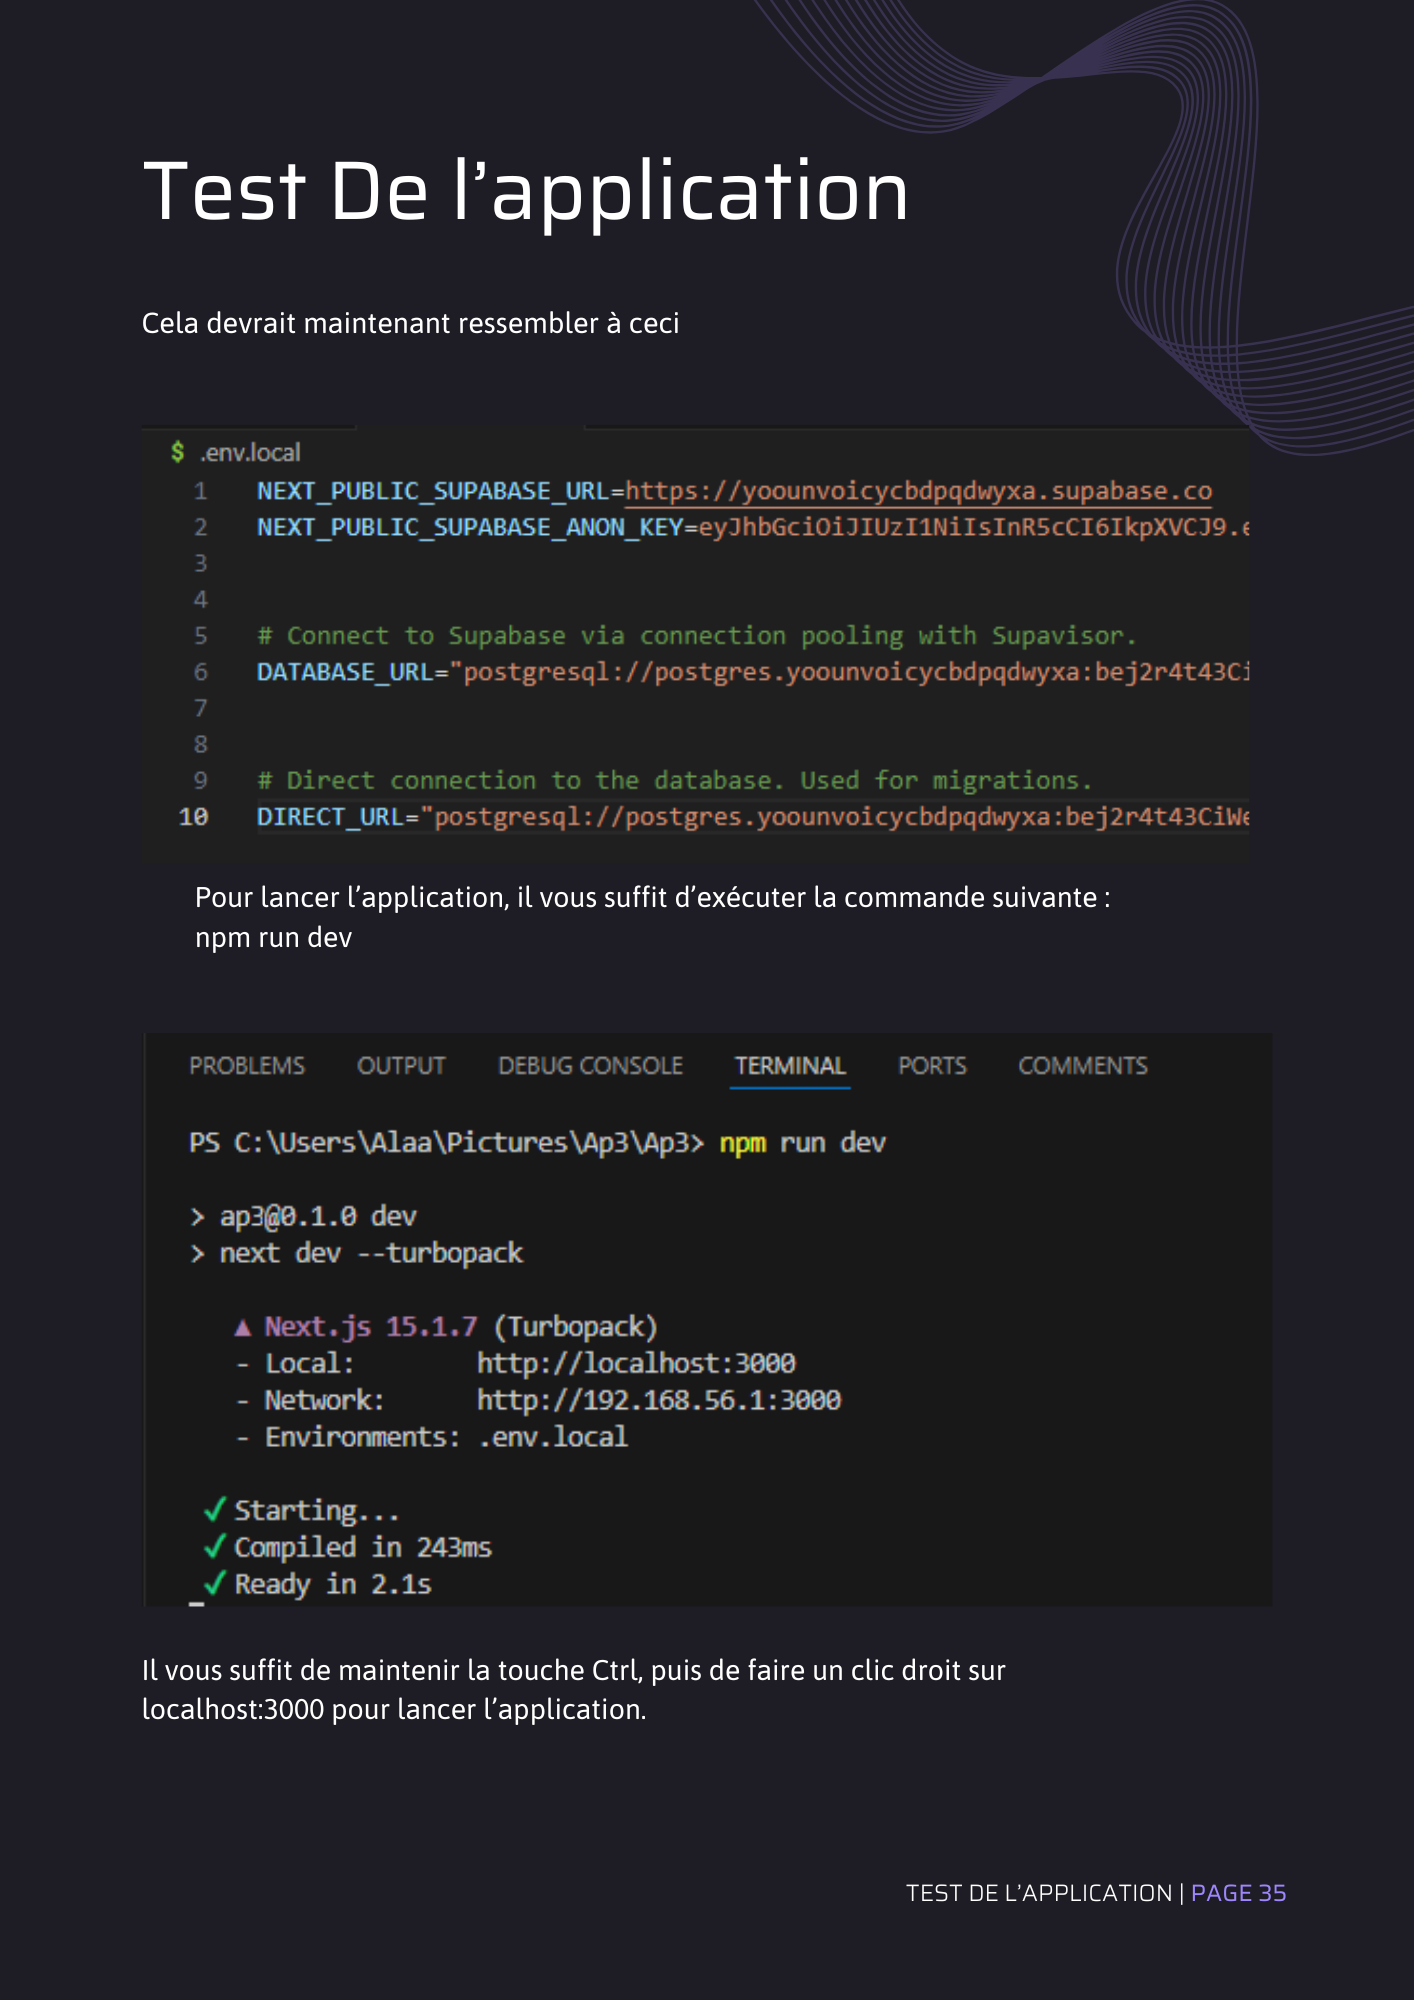 Test De l’application
Cela devrait maintenant ressembler à ceci
$ .env.local
1 NEXT_PUBLIC_SUPABASE_URL=https://yoounvoicycbdpqdwyxa.supabase.co
2 NEXT_PUBLIC_SUPABASE_ANON_KEY=eyJhbGciOiJIUzI1NiIsInR5cCI6IkpXVCJ9.e
3
4
5 # Connect to Supabase via connection pooling with Supavisor.
6 DATABASE_URL="postgresql://postgres.yoounvoicycbdpqdwyxa:bej2r4t43Ci
7
8
9 # Direct connection to the database. Used for migrations.
10 DIRECT_URL="postgresql://postgres.yoounvoicycbdpqdwyxa:bej2r4t43CiWe
Pour lancer l’application, il vous suffit d’exécuter la commande suivante :
npm run dev
PROBLEMS OUTPUT DEBUG CONSOLE TERMINAL PORTS COMMENTS
PS C:\Users\Alaa\Pictures\Ap3\Ap3> npm run dev
> ap3@0.1.0 dev
> next dev --turbopack
▲ Next.js 15.1.7 (Turbopack)
- Local: http://localhost:3000
- Network: http://192.168.56.1:3000
- Environments: .env.local
✓ Starting...
✓ Compiled in 243ms
✓ Ready in 2.1s
Il vous suffit de maintenir la touche Ctrl, puis de faire un clic droit sur
localhost:3000 pour lancer l’application.
TEST DE L’APPLICATION | PAGE 35